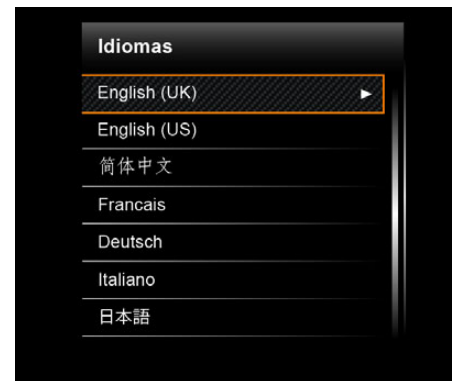 Idiomas
English (UK)
English (US)
简体中文
Francais
Deutsch
Italiano
日本語